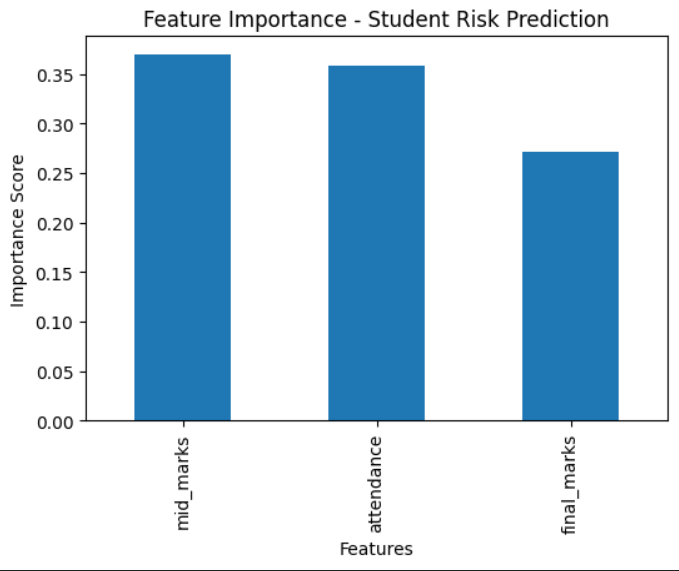 Feature Importance - Student Risk Prediction
Importance Score
0.35
0.30
0.25
0.20
0.15
0.10
0.05
0.00
mid_marks
attendance
final_marks
Features